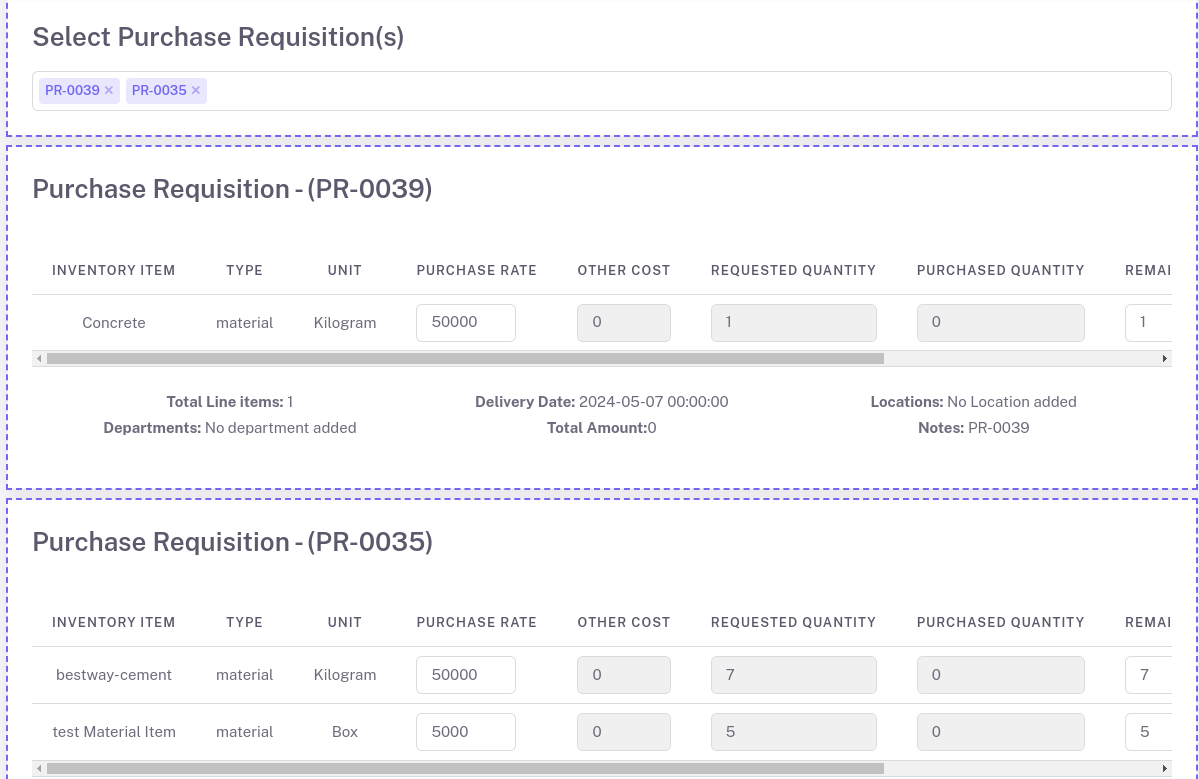 Select Purchase Requisition(s)
PR-0039 × PR-0035 ×
Purchase Requisition - (PR-0039)
INVENTORY ITEM TYPE UNIT PURCHASE RATE OTHER COST REQUESTED QUANTITY PURCHASED QUANTITY REMAI
Concrete material Kilogram 50000 0 1 0 1
Total Line items: 1 Delivery Date: 2024-05-07 00:00:00 Locations: No Location added
Departments: No department added Total Amount:0 Notes: PR-0039
Purchase Requisition - (PR-0035)
INVENTORY ITEM TYPE UNIT PURCHASE RATE OTHER COST REQUESTED QUANTITY PURCHASED QUANTITY REMAI
bestway-cement material Kilogram 50000 0 7 0 7
test Material Item material Box 5000 0 5 0 5